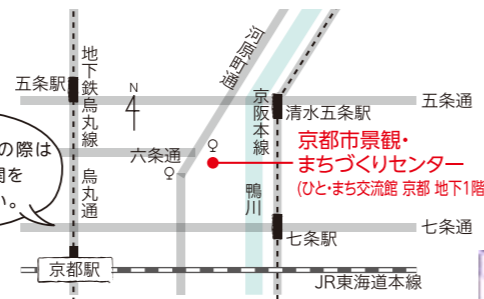 河原町通
地下鉄烏丸線
五条駅
N
京阪本線
清水五条駅
五条通
の際は
い。
六条通
烏丸通
京都市景観・
まちづくりセンター
(ひと・まち交流館 京都 地下1階
鴨川
七条通
七条駅
京都駅
JR東海道本線